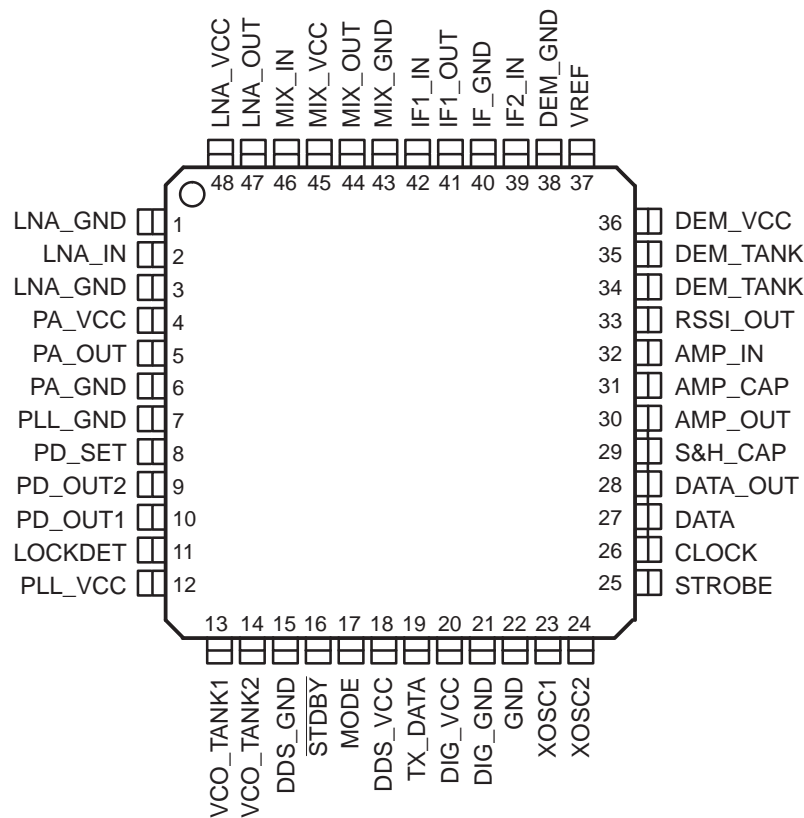 LNA_VCC
LNA_OUT
MIX_IN
MIX_VCC
MIX_OUT
MIX_GND
IF1_IN
IF1_OUT
IF_GND
IF2_IN
DEM_GND
VREF
48 47 46 45 44 43 42 41 40 39 38 37
LNA_GND 1
LNA_IN 2
LNA_GND 3
PA_VCC 4
PA_OUT 5
PA_GND 6
PLL_GND 7
PD_SET 8
PD_OUT2 9
PD_OUT1 10
LOCKDET 11
PLL_VCC 12
36 DEM_VCC
35 DEM_TANK
34 DEM_TANK
33 RSSI_OUT
32 AMP_IN
31 AMP_CAP
30 AMP_OUT
29 S&H_CAP
28 DATA_OUT
27 DATA
26 CLOCK
25 STROBE
13 14 15 16 17 18 19 20 21 22 23 24
VCO_TANK1
VCO_TANK2
DDS_GND
STDBY
MODE
DDS_VCC
TX_DATA
DIG_VCC
DIG_GND
GND
XOSC1
XOSC2